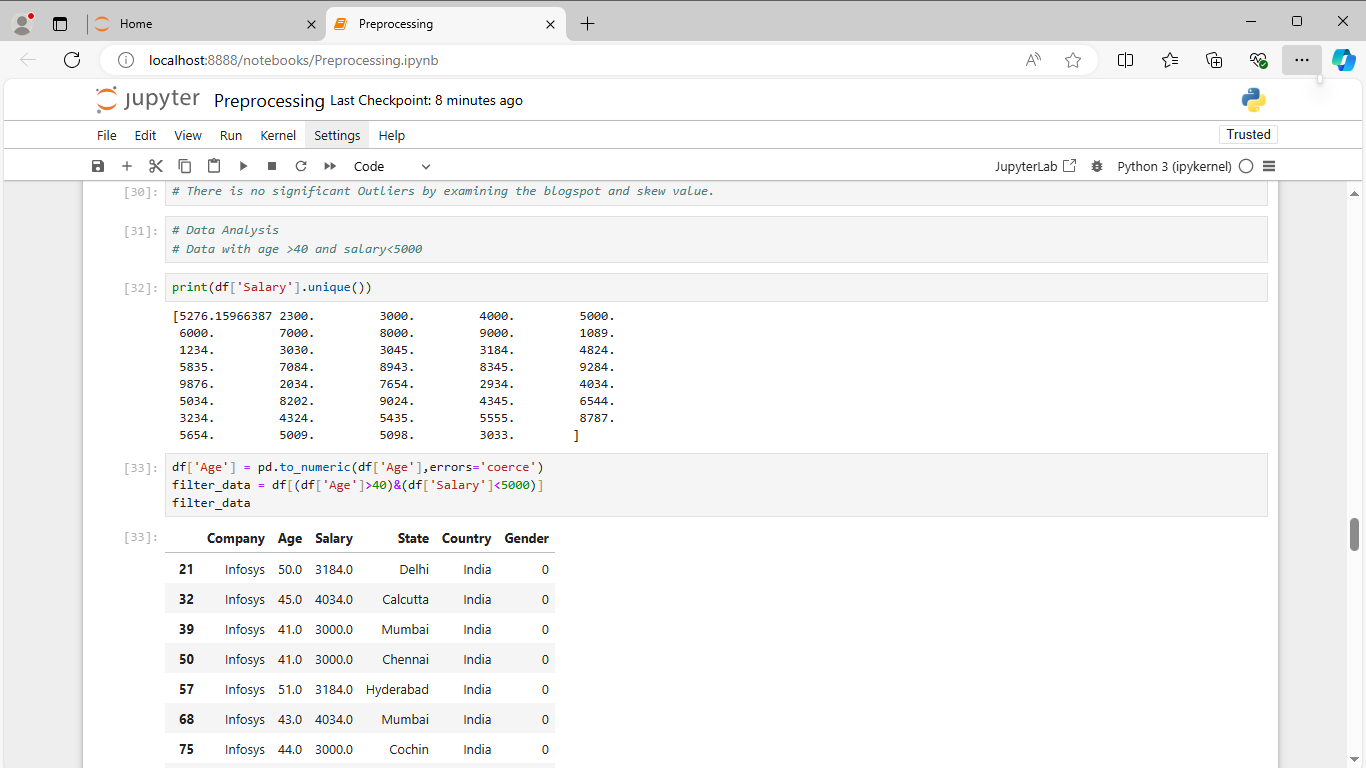 Home
Preprocessing
localhost:8888/notebooks/Preprocessing.ipynb
jupyter Preprocessing Last Checkpoint: 8 minutes ago
File Edit View Run Kernel Settings Help Trusted
Code JupyterLab Python 3 (ipykernel)
[30]: # There is no significant Outliers by examining the blogspot and skew value.
[31]: # Data Analysis
# Data with age >40 and salary<5000
[32]: print(df['Salary'].unique())
[5276.15966387 2300. 3000. 4000. 5000.
6000. 7000. 8000. 9000. 1089.
1234. 3030. 3045. 3184. 4824.
5835. 7084. 8943. 8345. 9284.
9876. 2034. 7654. 2934. 4034.
5034. 8202. 9024. 4345. 6544.
3234. 4324. 5435. 5555. 8787.
5654. 5009. 5098. 3033. ]
[33]: df['Age'] = pd.to_numeric(df['Age'],errors='coerce')
filter_data = df[(df['Age']>40)&(df['Salary']<5000)]
filter_data
[33]: Company Age Salary State Country Gender
21 Infosys 50.0 3184.0 Delhi India 0
32 Infosys 45.0 4034.0 Calcutta India 0
39 Infosys 41.0 3000.0 Mumbai India 0
50 Infosys 41.0 3000.0 Chennai India 0
57 Infosys 51.0 3184.0 Hyderabad India 0
68 Infosys 43.0 4034.0 Mumbai India 0
75 Infosys 44.0 3000.0 Cochin India 0